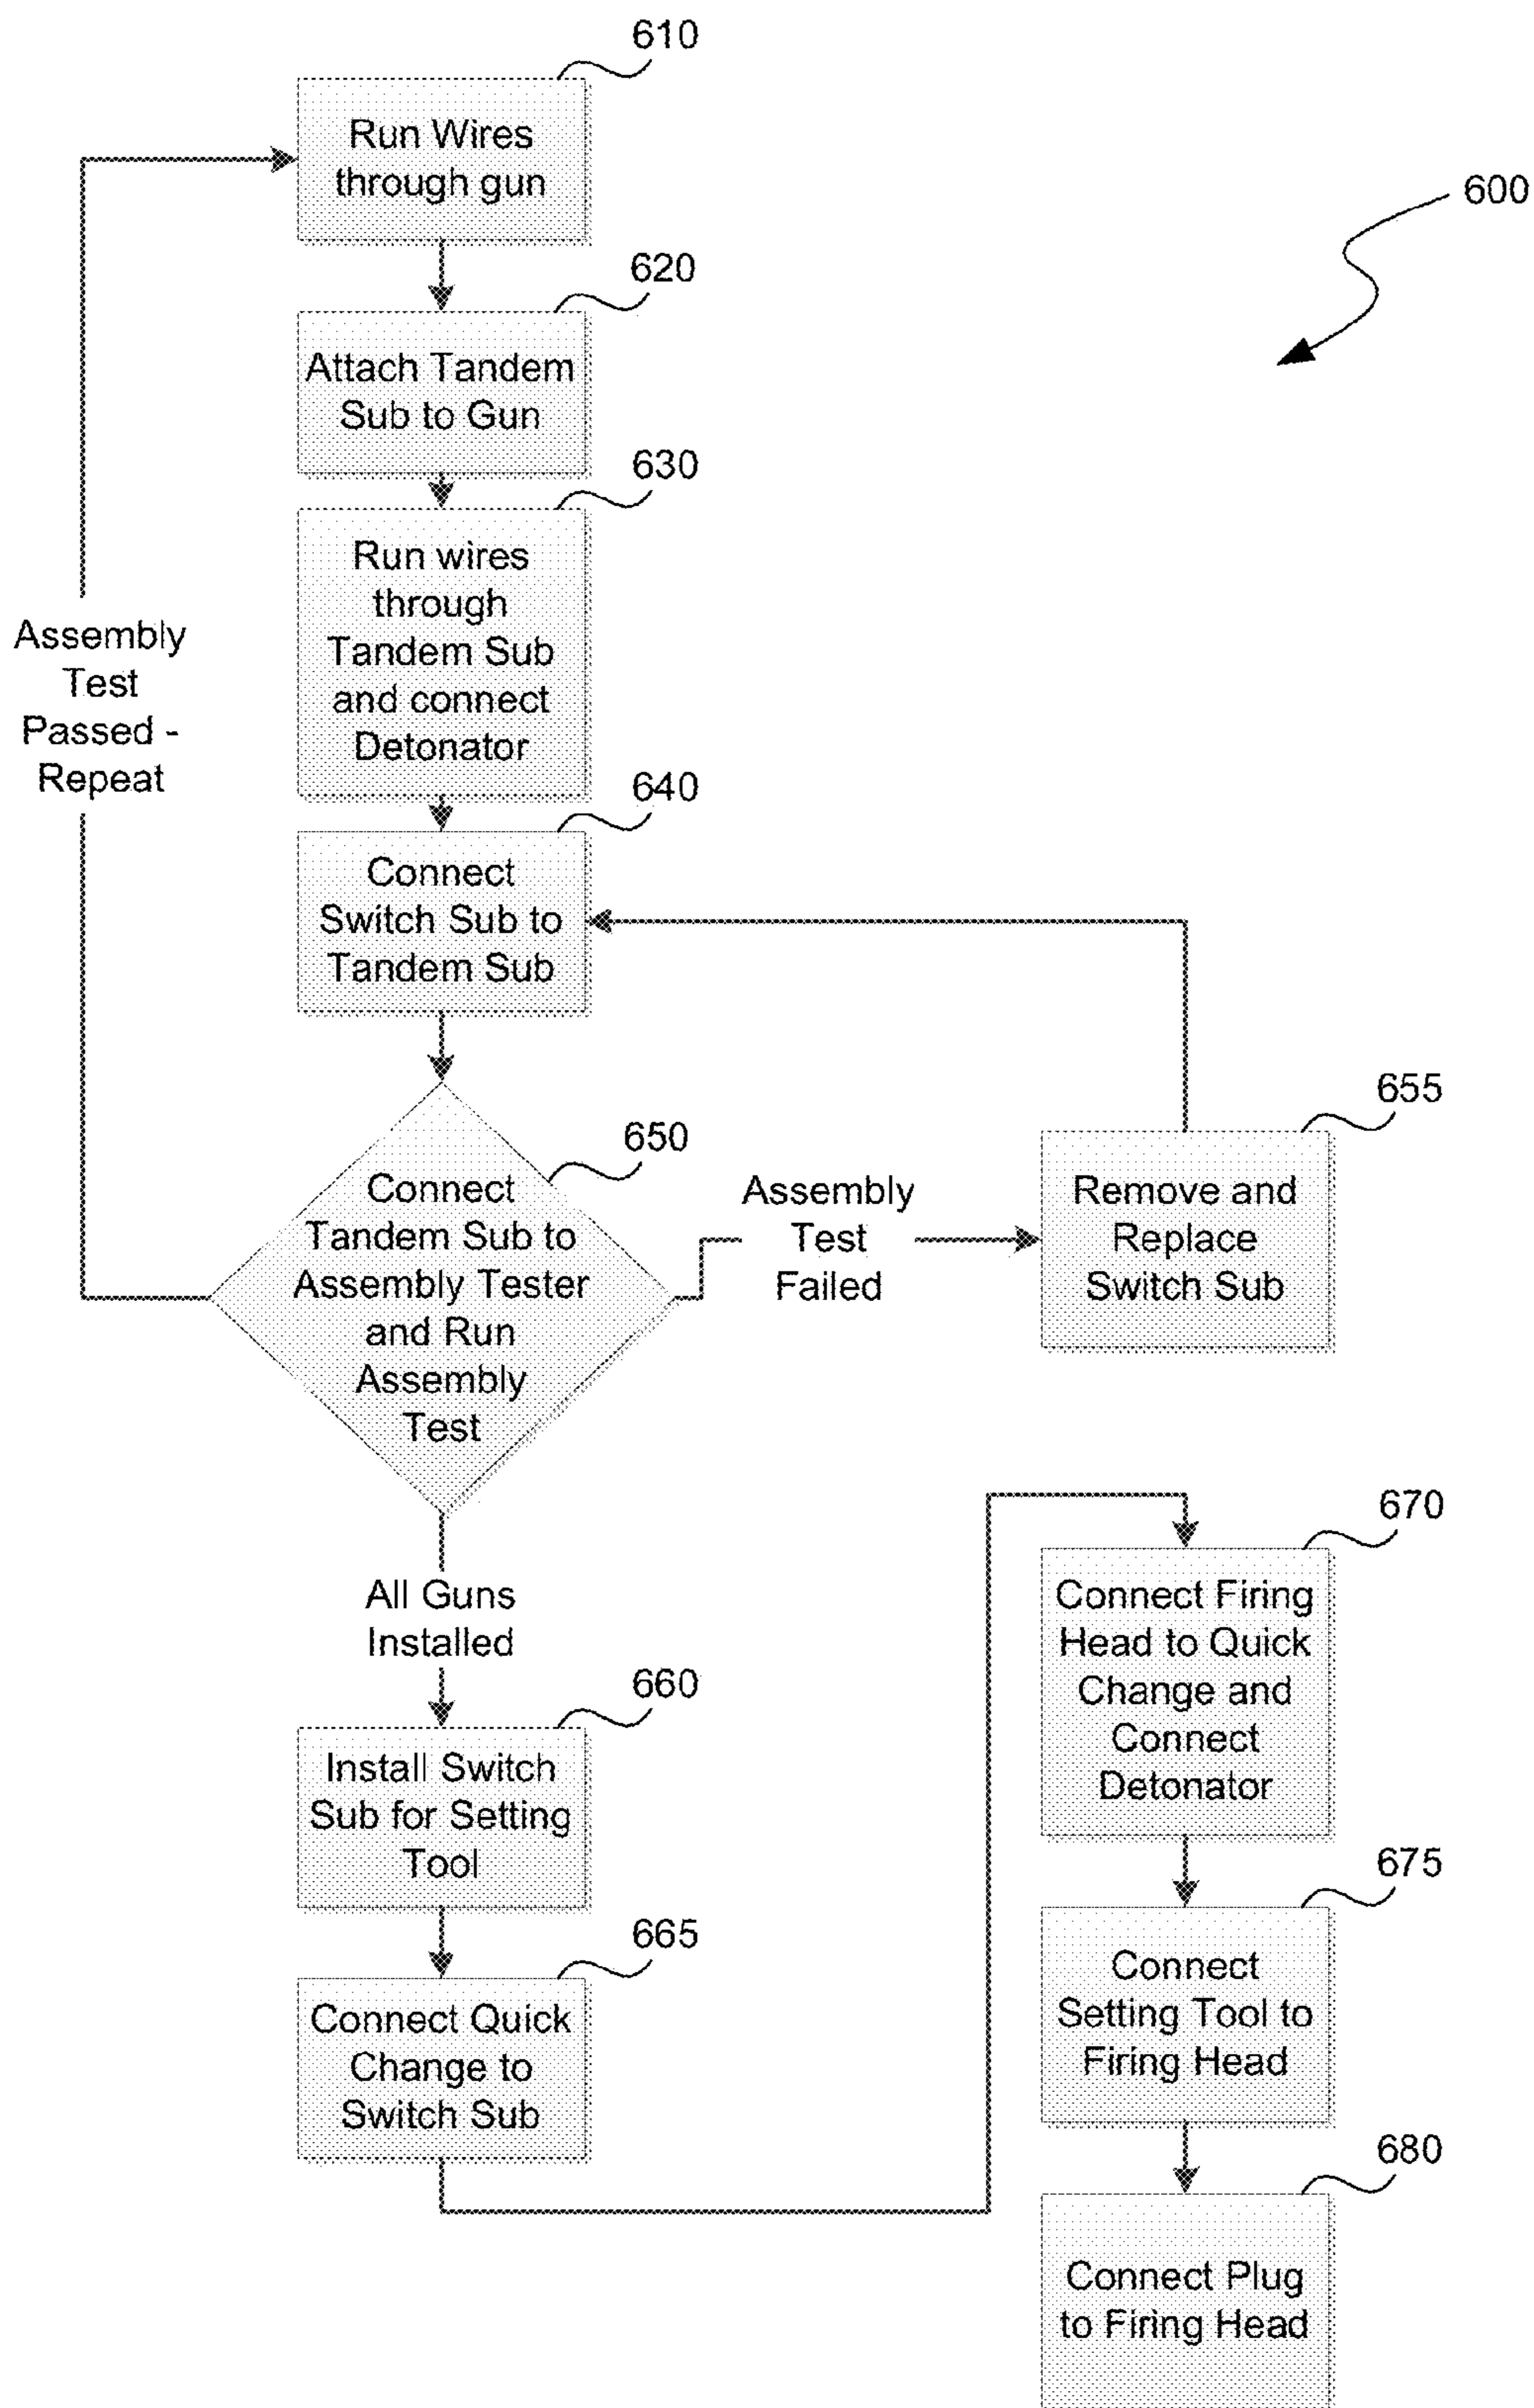 610
Run Wires
through gun
600
620
Attach Tandem
Sub to Gun
630
Run wires
through
Tandem Sub
and connect
Detonator
Assembly
Test
Passed -
Repeat
640
Connect
Switch Sub to
Tandem Sub
650
Connect
Tandem Sub to
Assembly Tester
and Run
Assembly
Test
Assembly
Test
Failed
655
Remove and
Replace
Switch Sub
All Guns
Installed
660
Install Switch
Sub for Setting
Tool
665
Connect Quick
Change to
Switch Sub
670
Connect Firing
Head to Quick
Change and
Connect
Detonator
675
Connect
Setting Tool to
Firing Head
680
Connect Plug
to Firing Head